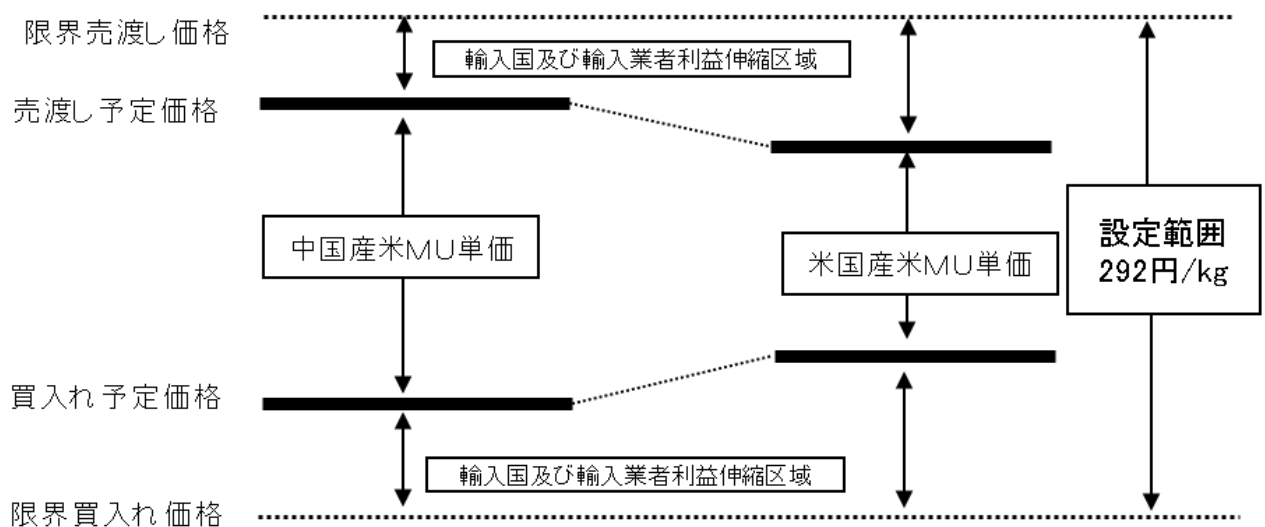 限界売渡し価格
輸入国及び輸入業者利益伸縮区域
売渡し予定価格
中国産米MU単価
米国産米MU単価
設定範囲
292円/kg
買入れ予定価格
輸入国及び輸入業者利益伸縮区域
限界買入れ価格